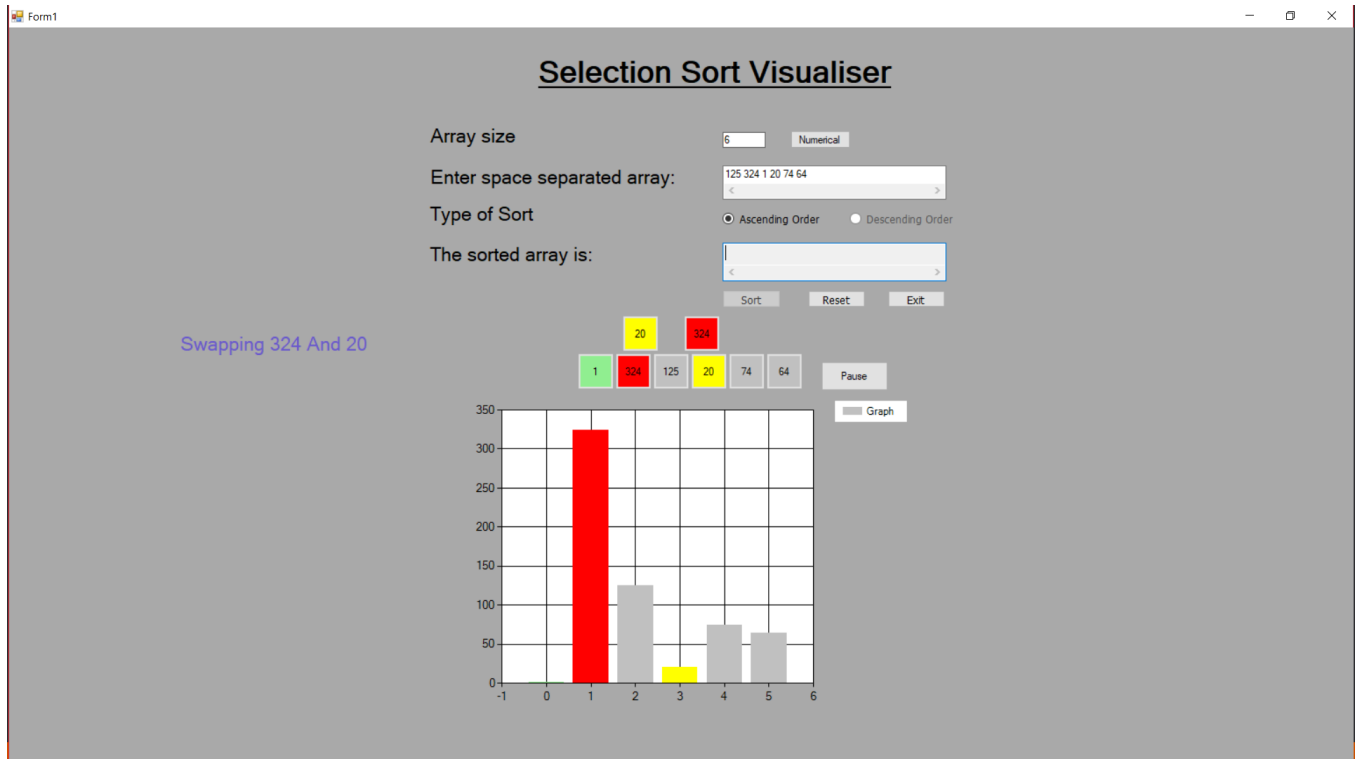 Form1
Selection Sort Visualiser
Array size
6
Numerical
Enter space separated array:
125 324 1 20 74 64
Type of Sort
Ascending Order
Descending Order
The sorted array is:
Sort
Reset
Exit
20
324
Swapping 324 And 20
1
324
125
20
74
64
Pause
Graph
350
300
250
200
150
100
50
0
-1 0 1 2 3 4 5 6